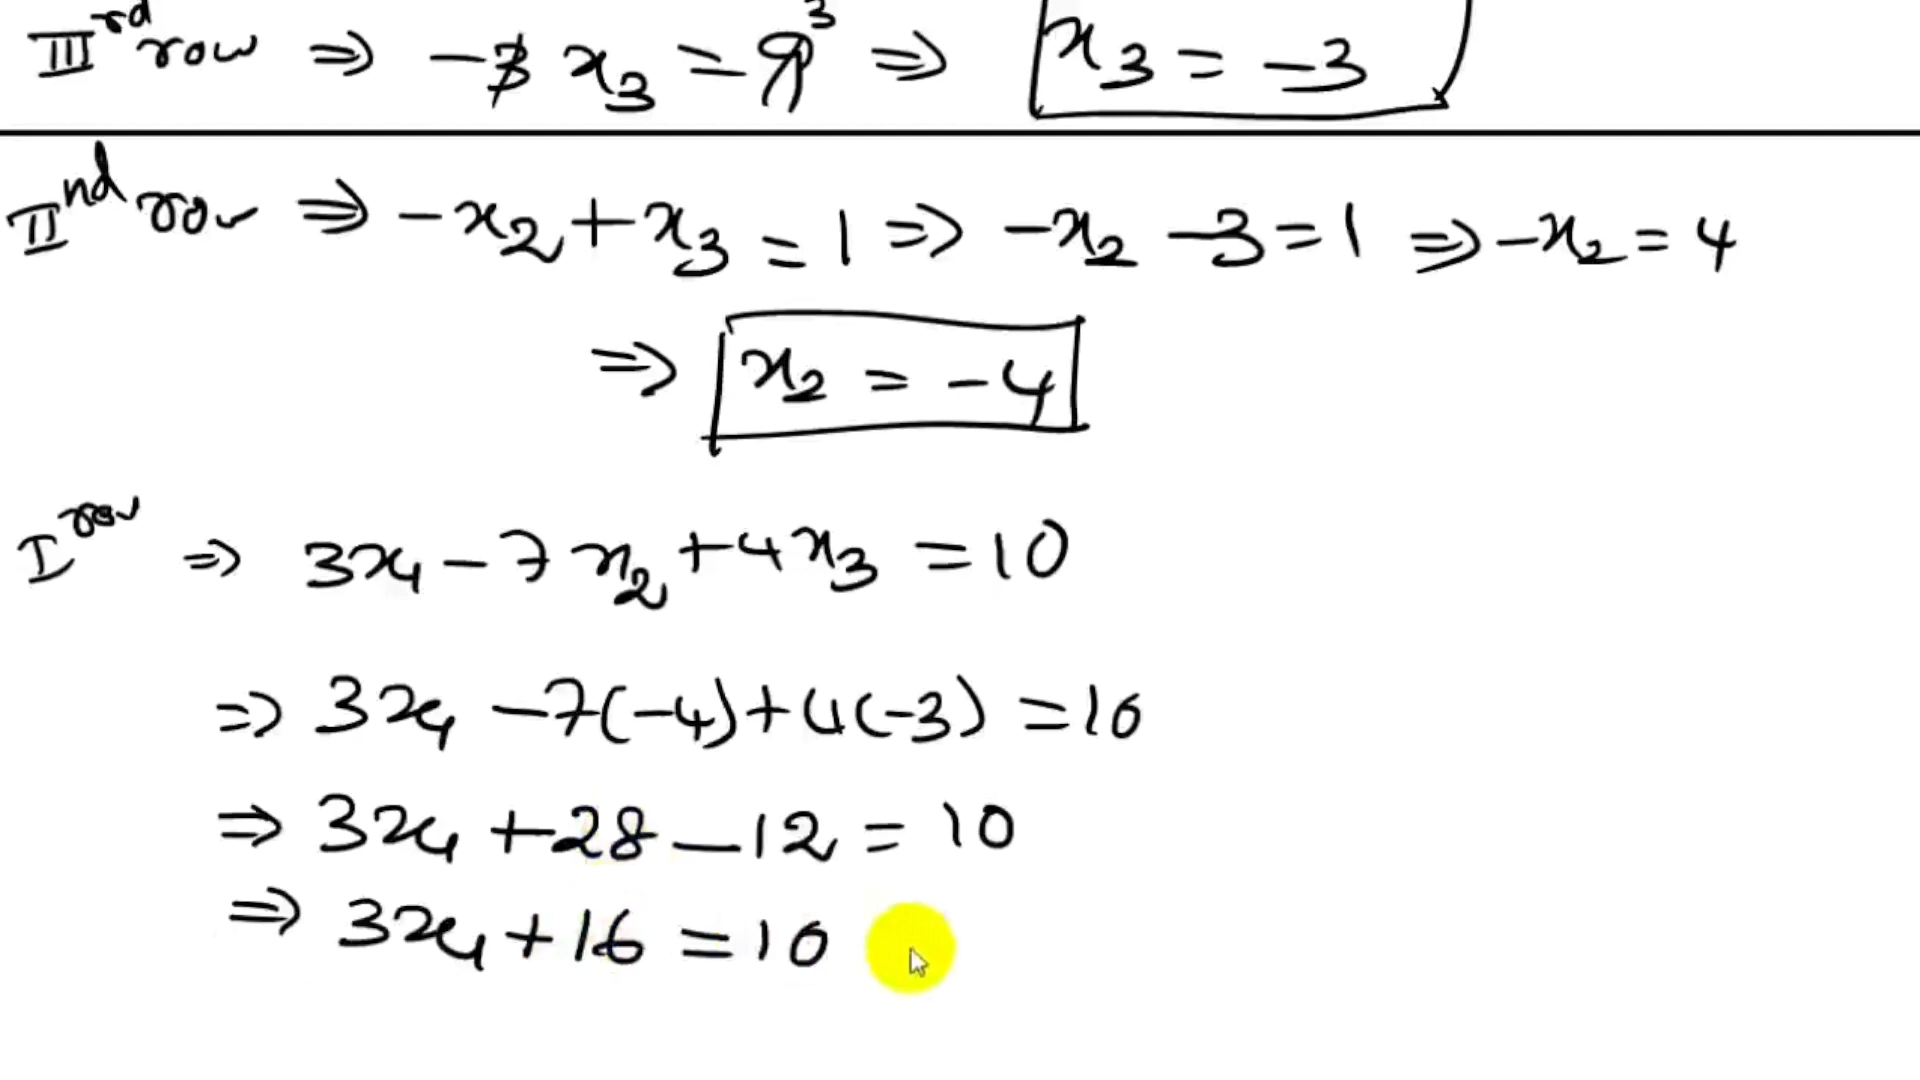 III^rd row ⇒ -3 x₃ = 9^3 ⇒ x₃ = -3
II^nd row ⇒ -x₂ + x₃ = 1 ⇒ -x₂ - 3 = 1 ⇒ -x₂ = 4
⇒ x₂ = -4
I^row ⇒ 3x₁ - 7x₂ + 4x₃ = 10
⇒ 3x₁ - 7(-4) + 4(-3) = 10
⇒ 3x₁ + 28 - 12 = 10
⇒ 3x₁ + 16 = 10